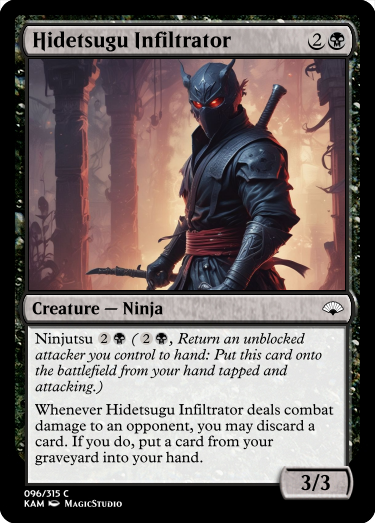 Hidetsugu Infiltrator 2
Creature — Ninja
Ninjutsu 2 ( 2 , Return an unblocked
attacker you control to hand: Put this card onto
the battlefield from your hand tapped and
attacking.)
Whenever Hidetsugu Infiltrator deals combat
damage to an opponent, you may discard a
card. If you do, put a card from your
graveyard into your hand.
3/3
096/315 C
KAM MagicStudio